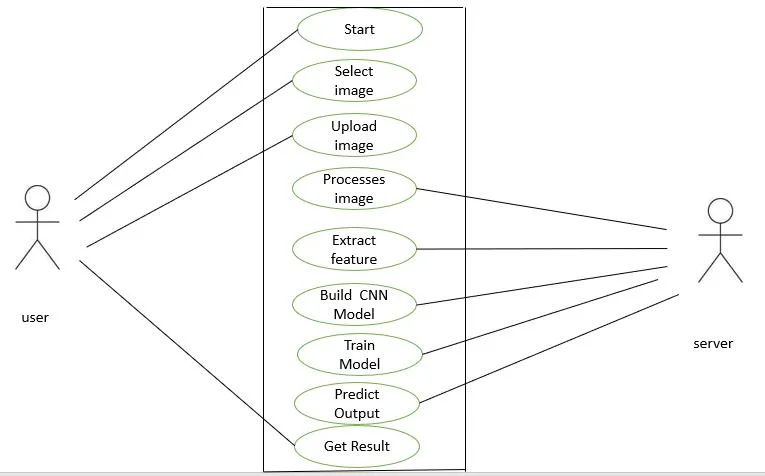 Start
Select
image
Upload
image
Processes
image
Extract
feature
Build CNN
Model
Train
Model
Predict
Output
Get Result
user
server